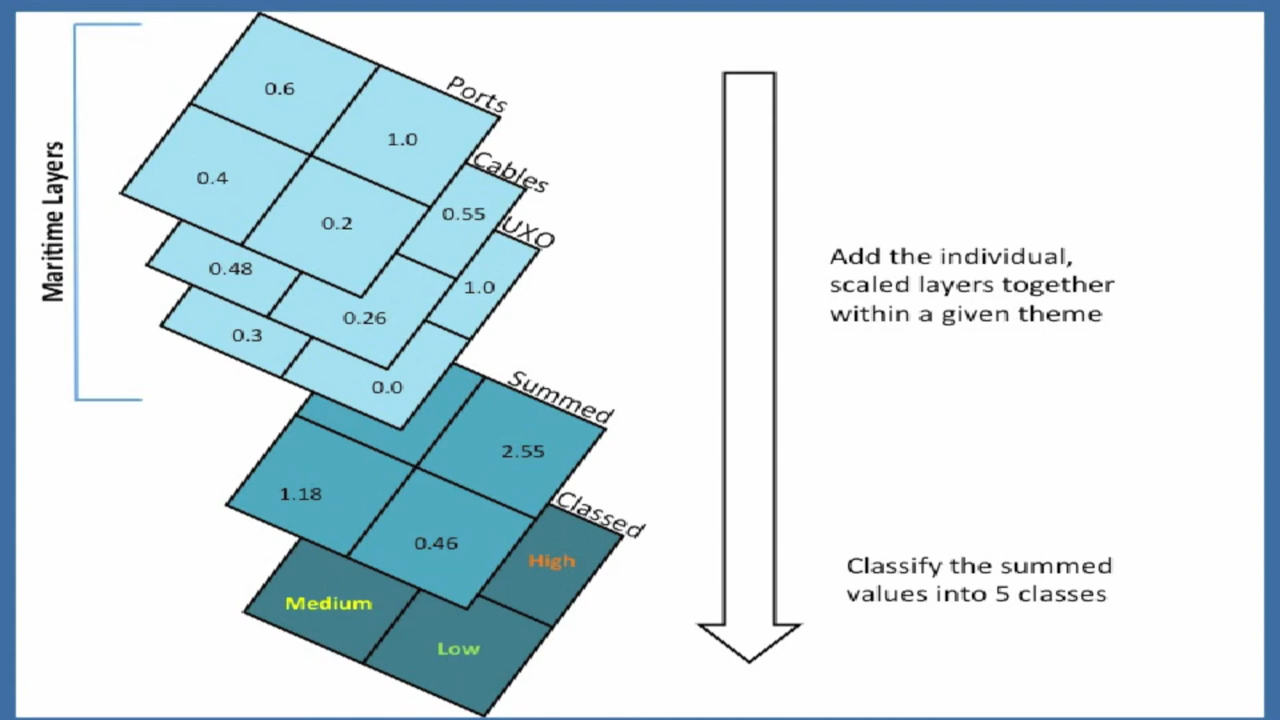 Maritime Layers
Ports
0.6
1.0
0.4
0.2
Cables
0.55
0.48
0.26
UXO
1.0
0.3
0.0
Summed
2.55
1.18
0.46
Classed
High
Medium
Low
Add the individual,
scaled layers together
within a given theme
Classify the summed
values into 5 classes